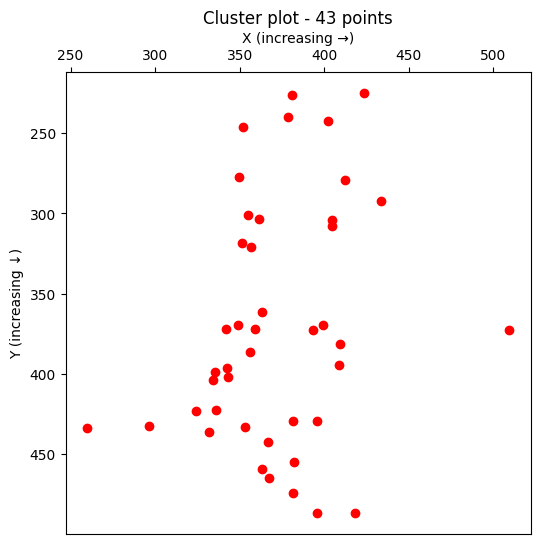 Cluster plot - 43 points
X (increasing →)
250 300 350 400 450 500
Y (increasing ↓)
250
300
350
400
450